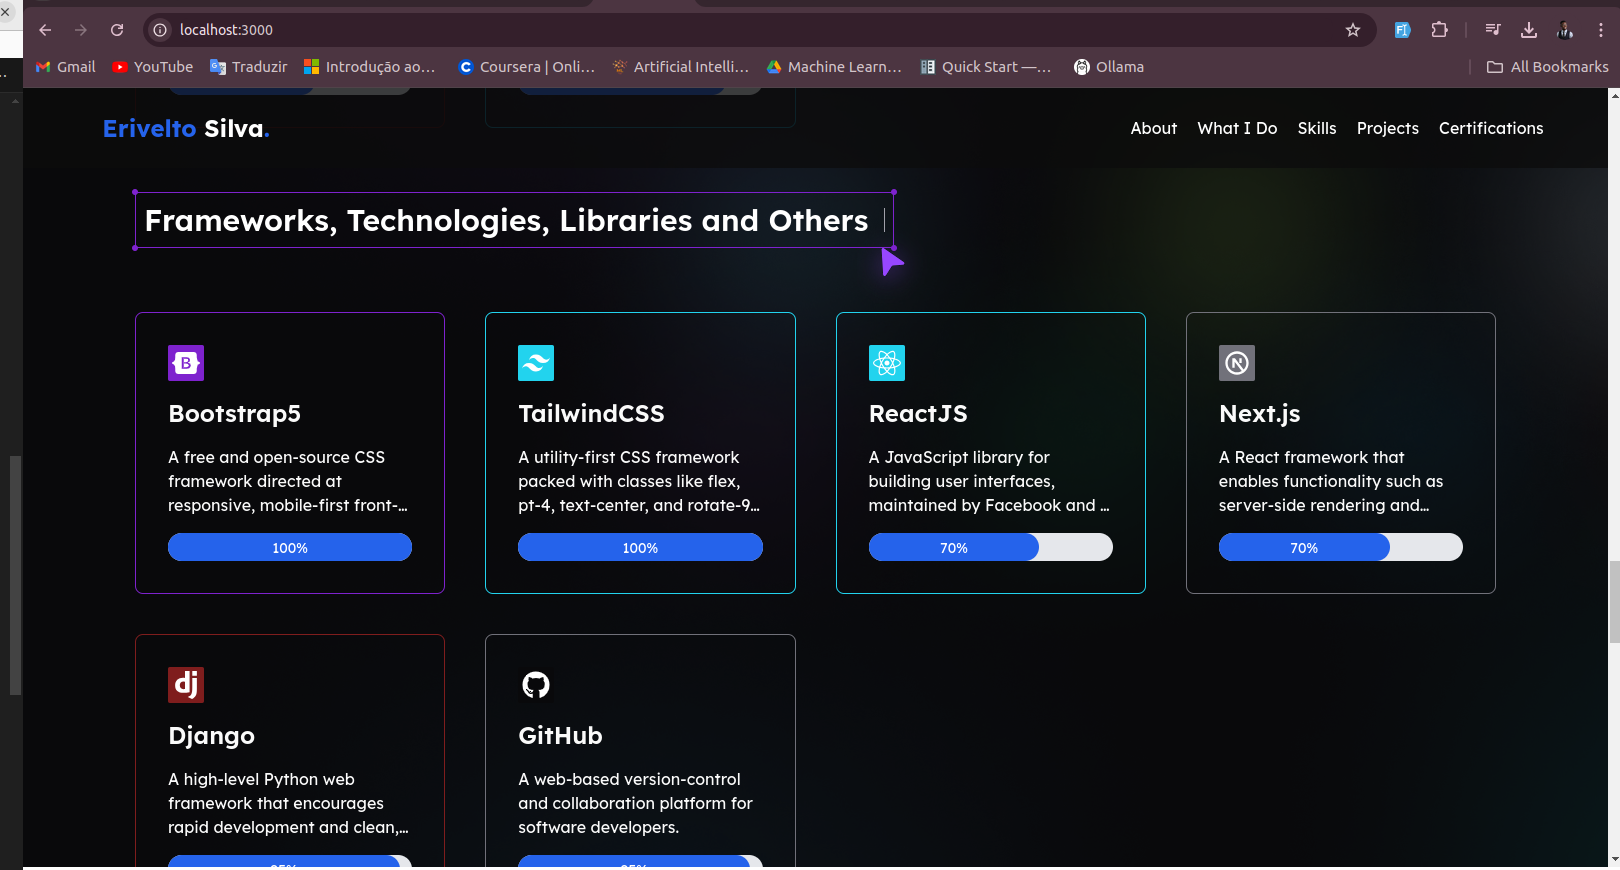 localhost:3000
Gmail YouTube Traduzir Introdução ao... Coursera | Onli... Artificial Intelli... Machine Learn... Quick Start —... Ollama All Bookmarks
Erivelto Silva. About What I Do Skills Projects Certifications
Frameworks, Technologies, Libraries and Others
Bootstrap5
A free and open-source CSS
framework directed at
responsive, mobile-first front-...
100%
TailwindCSS
A utility-first CSS framework
packed with classes like flex,
pt-4, text-center, and rotate-9...
100%
ReactJS
A JavaScript library for
building user interfaces,
maintained by Facebook and ...
70%
Next.js
A React framework that
enables functionality such as
server-side rendering and...
70%
dj
Django
A high-level Python web
framework that encourages
rapid development and clean,...
GitHub
A web-based version-control
and collaboration platform for
software developers.